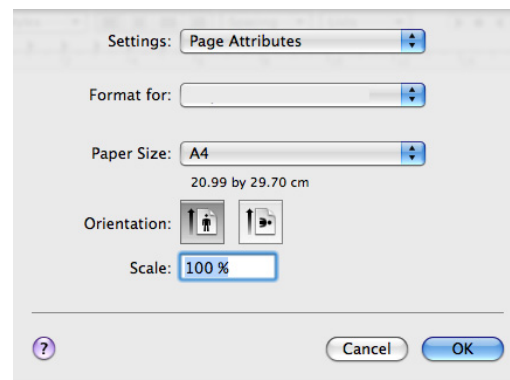 Settings: Page Attributes
Format for:
Paper Size: A4
20.99 by 29.70 cm
Orientation:
Scale: 100 %
? Cancel OK